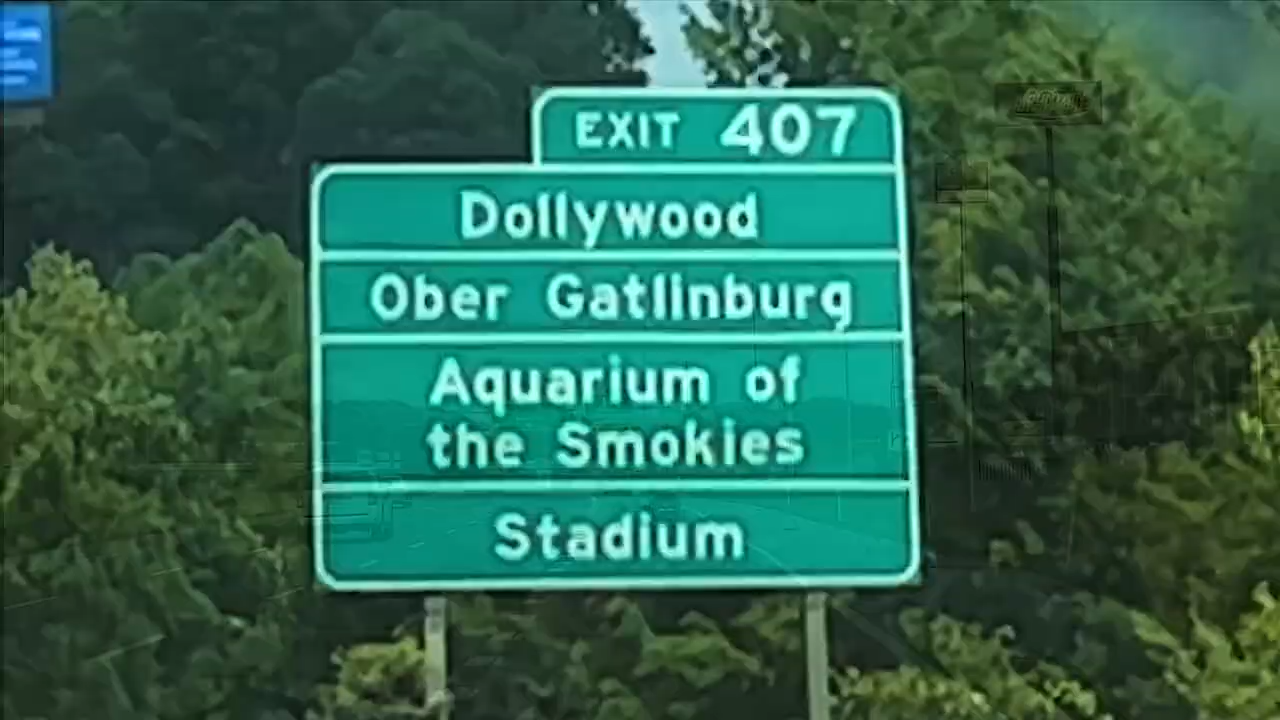 EXIT 407
Dollywood
Ober Gatlinburg
Aquarium of
the Smokies
Stadium